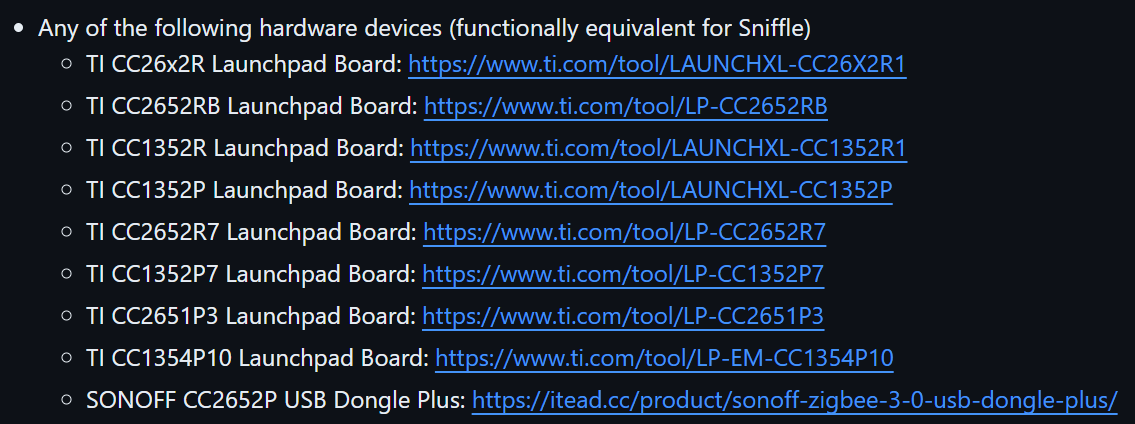 Any of the following hardware devices (functionally equivalent for Sniffle)
TI CC26x2R Launchpad Board: https://www.ti.com/tool/LAUNCHXL-CC26X2R1
TI CC2652RB Launchpad Board: https://www.ti.com/tool/LP-CC2652RB
TI CC1352R Launchpad Board: https://www.ti.com/tool/LAUNCHXL-CC1352R1
TI CC1352P Launchpad Board: https://www.ti.com/tool/LAUNCHXL-CC1352P
TI CC2652R7 Launchpad Board: https://www.ti.com/tool/LP-CC2652R7
TI CC1352P7 Launchpad Board: https://www.ti.com/tool/LP-CC1352P7
TI CC2651P3 Launchpad Board: https://www.ti.com/tool/LP-CC2651P3
TI CC1354P10 Launchpad Board: https://www.ti.com/tool/LP-EM-CC1354P10
SONOFF CC2652P USB Dongle Plus: https://itead.cc/product/sonoff-zigbee-3-0-usb-dongle-plus/